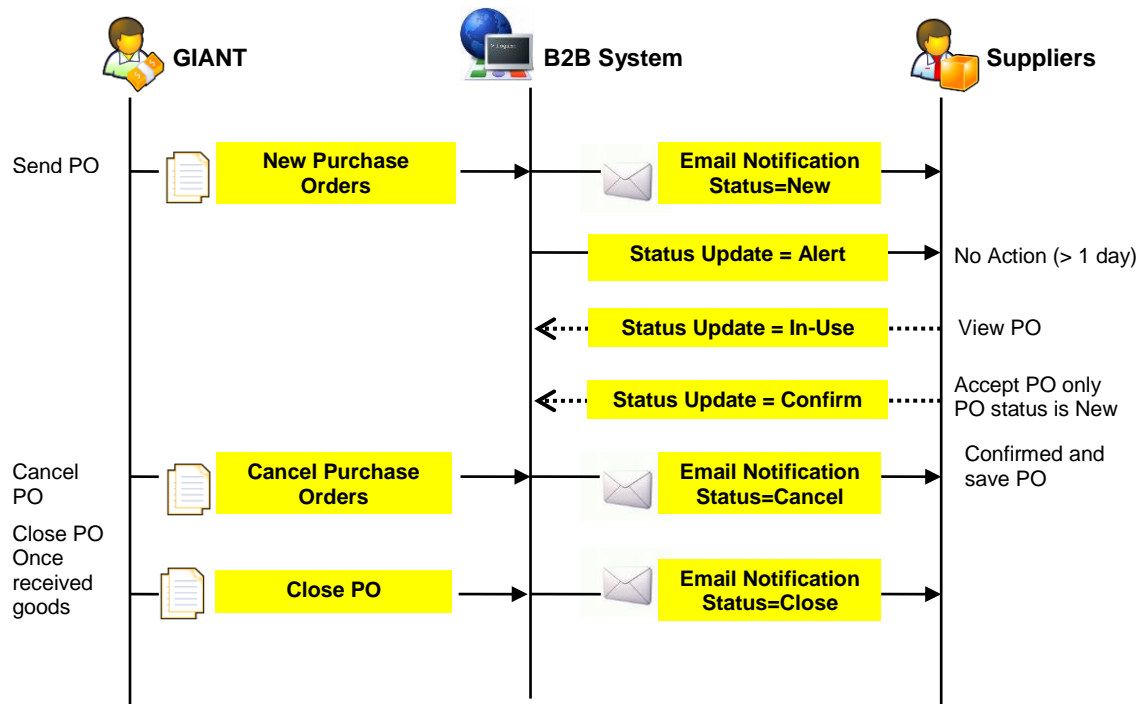 GIANT
B2B System
Suppliers
>login:
Send PO
New Purchase
Orders
Email Notification
Status=New
Status Update = Alert
No Action (> 1 day)
Status Update = In-Use
View PO
Status Update = Confirm
Accept PO only
PO status is New
Cancel
PO
Cancel Purchase
Orders
Email Notification
Status=Cancel
Confirmed and
save PO
Close PO
Once
received
goods
Close PO
Email Notification
Status=Close